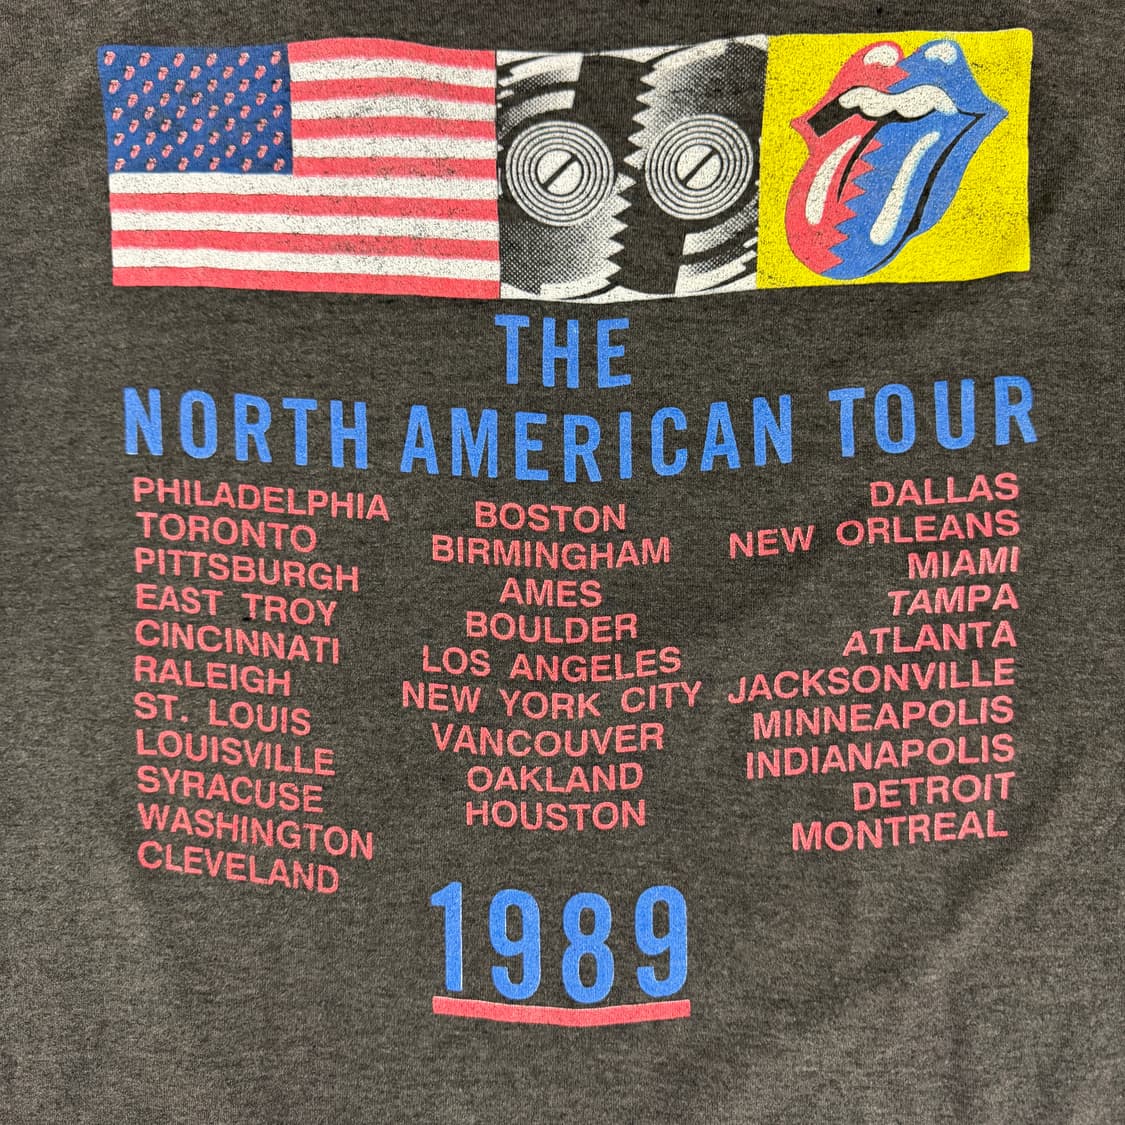 THE
NORTH AMERICAN TOUR
PHILADELPHIA
TORONTO
PITTSBURGH
EAST TROY
CINCINNATI
RALEIGH
ST. LOUIS
LOUISVILLE
SYRACUSE
WASHINGTON
CLEVELAND
BOSTON
BIRMINGHAM
AMES
BOULDER
LOS ANGELES
NEW YORK CITY
VANCOUVER
OAKLAND
HOUSTON
DALLAS
NEW ORLEANS
MIAMI
TAMPA
ATLANTA
JACKSONVILLE
MINNEAPOLIS
INDIANAPOLIS
DETROIT
MONTREAL
1989